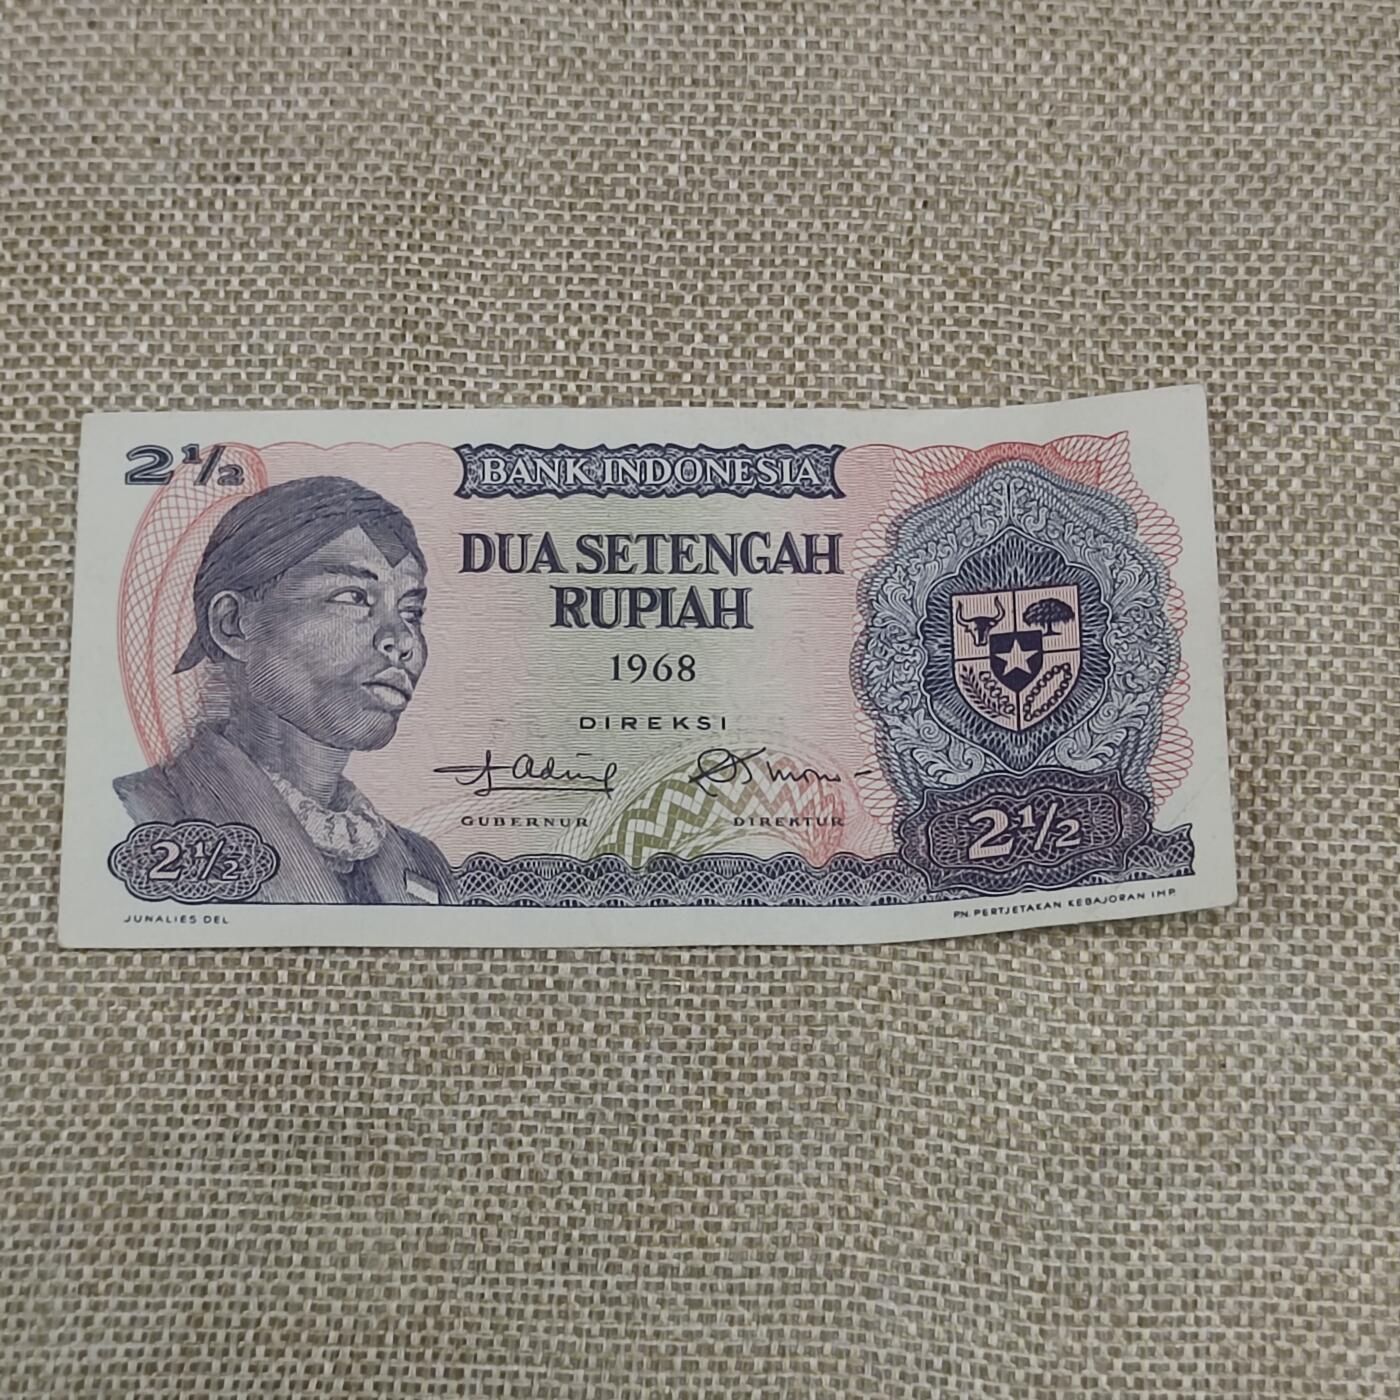 2½
BANK INDONESIA
DUA SETENGAH
RUPIAH
1968
DIREKSI
GUBERNUR
DIREKTUR
2½
2½
JUNALIES DEL
P.N. PERTJETAKAN KEBAJORAN IMP